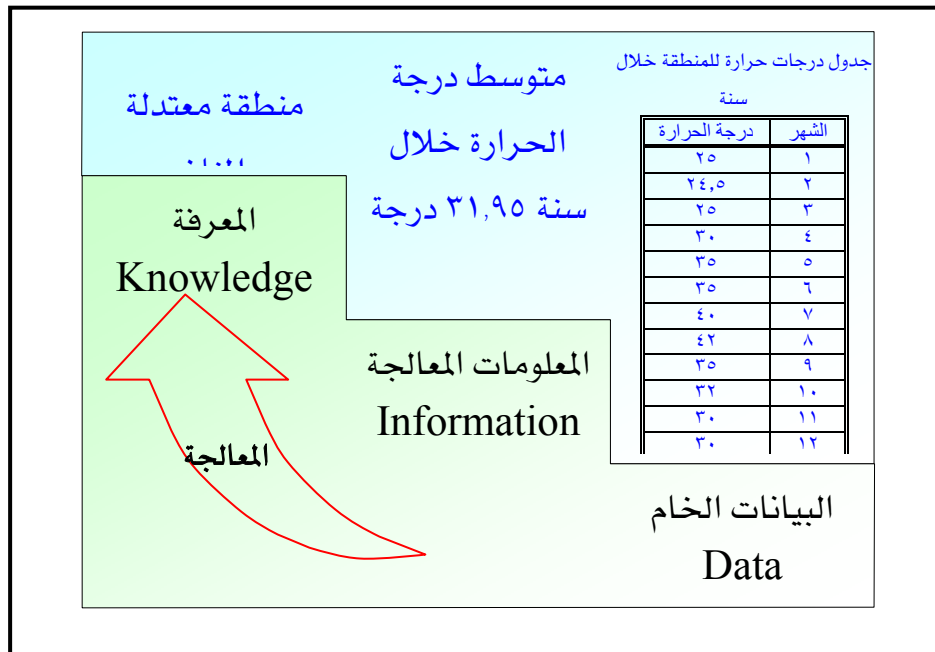 جدول درجات حرارة للمنطقة خلال
سنة
الشهر درجة الحرارة
١ ٢٥
٢ ٢٤,٥
٣ ٢٥
٤ ٣٠
٥ ٣٥
٦ ٣٥
٧ ٤٠
٨ ٤٢
٩ ٣٥
١٠ ٣٢
١١ ٣٠
١٢ ٣٠
متوسط درجة
الحرارة خلال
سنة ٣١,٩٥ درجة
منطقة معتدلة
المعرفة
Knowledge
المعلومات المعالجة
Information
المعالجة
البيانات الخام
Data